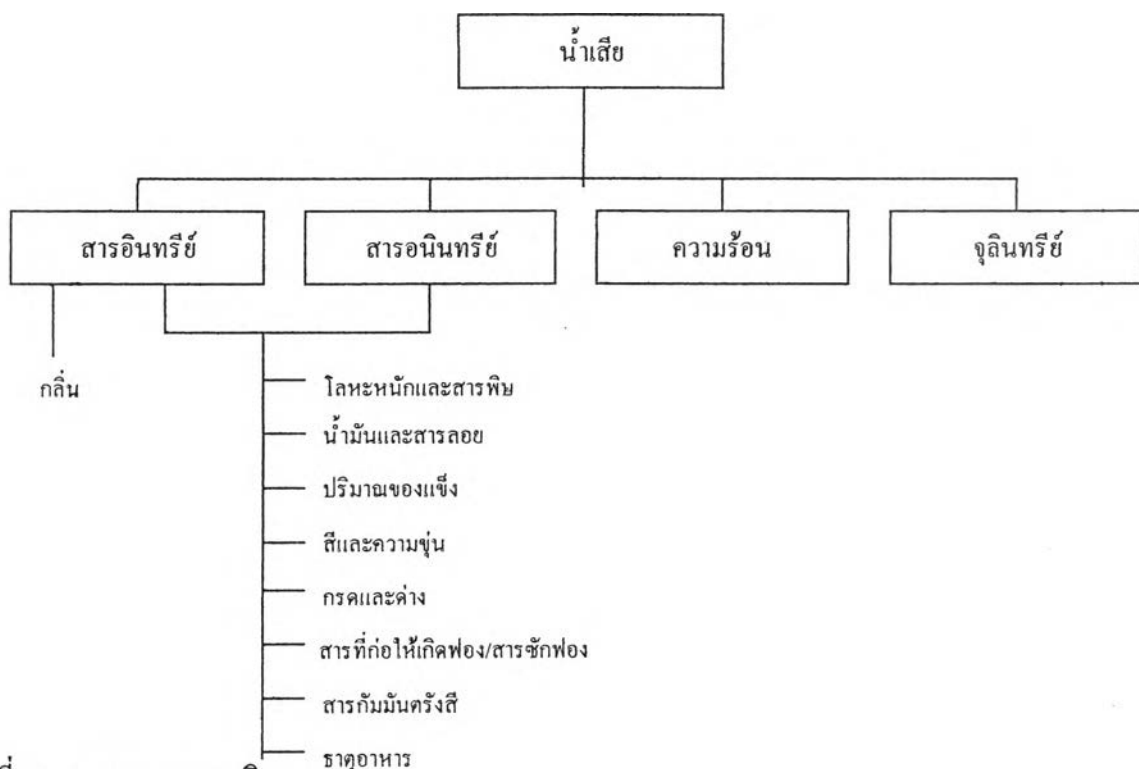 น้ำเสีย
สารอินทรีย์ สารอนินทรีย์ ความร้อน จุลินทรีย์
กลิ่น
โลหะหนักและสารพิษ
น้ำมันและสารลอย
ปริมาณของแข็ง
สีและความขุ่น
กรดและด่าง
สารที่ก่อให้เกิดฟอง/สารซักฟอง
สารกัมมันตรังสี
ธาตุอาหาร